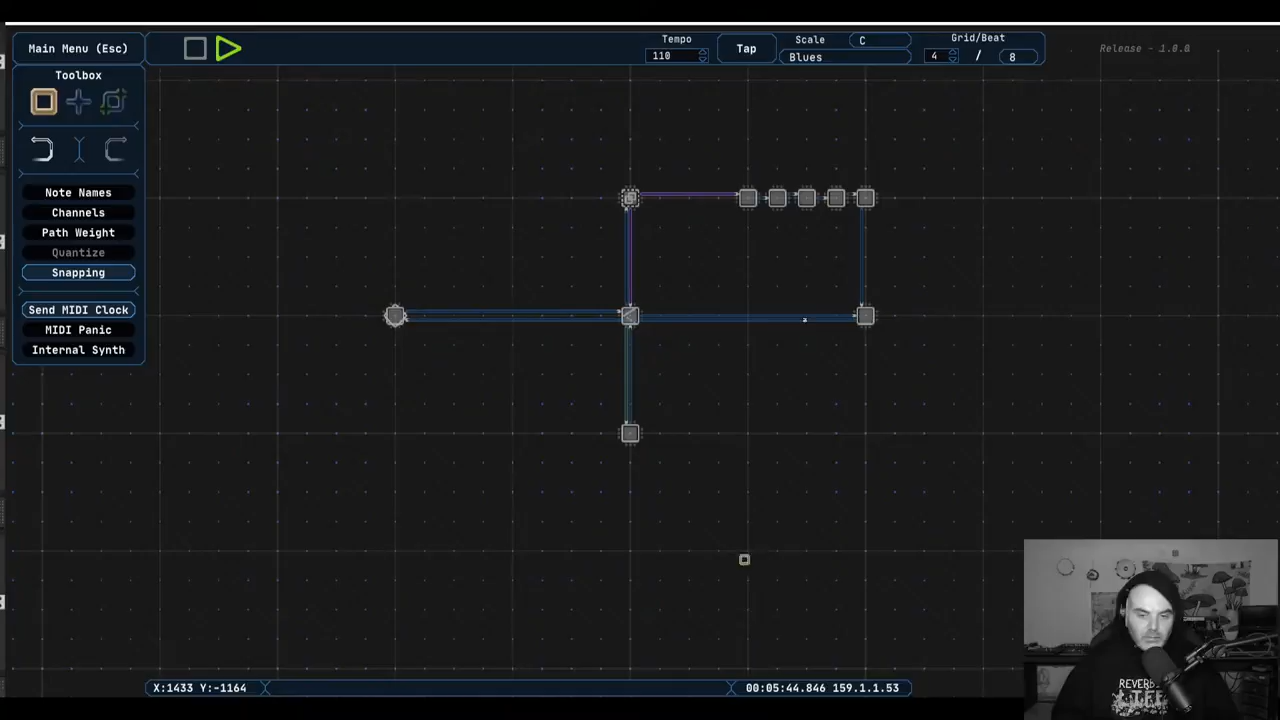 Main Menu (Esc)
Tempo
110
Tap
Scale
C
Blues
Grid/Beat
4 / 8
Release - 1.0.0
Toolbox
Note Names
Channels
Path Weight
Quantize
Snapping
Send MIDI Clock
MIDI Panic
Internal Synth
X:1433 Y:-1164
00:05:44.846 159.1.1.53